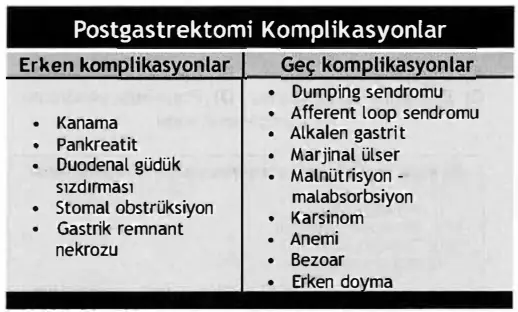 Postgastrektomi Komplikasyonlar
Erken komplikasyonlar
• Kanama
• Pankreatit
• Duodenal güdük
sızdırması
• Stomal obstrüksiyon
• Gastrik remnant
nekrozu
Geç komplikasyonlar
• Dumping sendromu
• Afferent loop sendromu
• Alkalen gastrit
• Marjinal ülser
• Malnütrisyon -
malabsorbsiyon
• Karsinom
• Anemi
• Bezoar
• Erken doyma